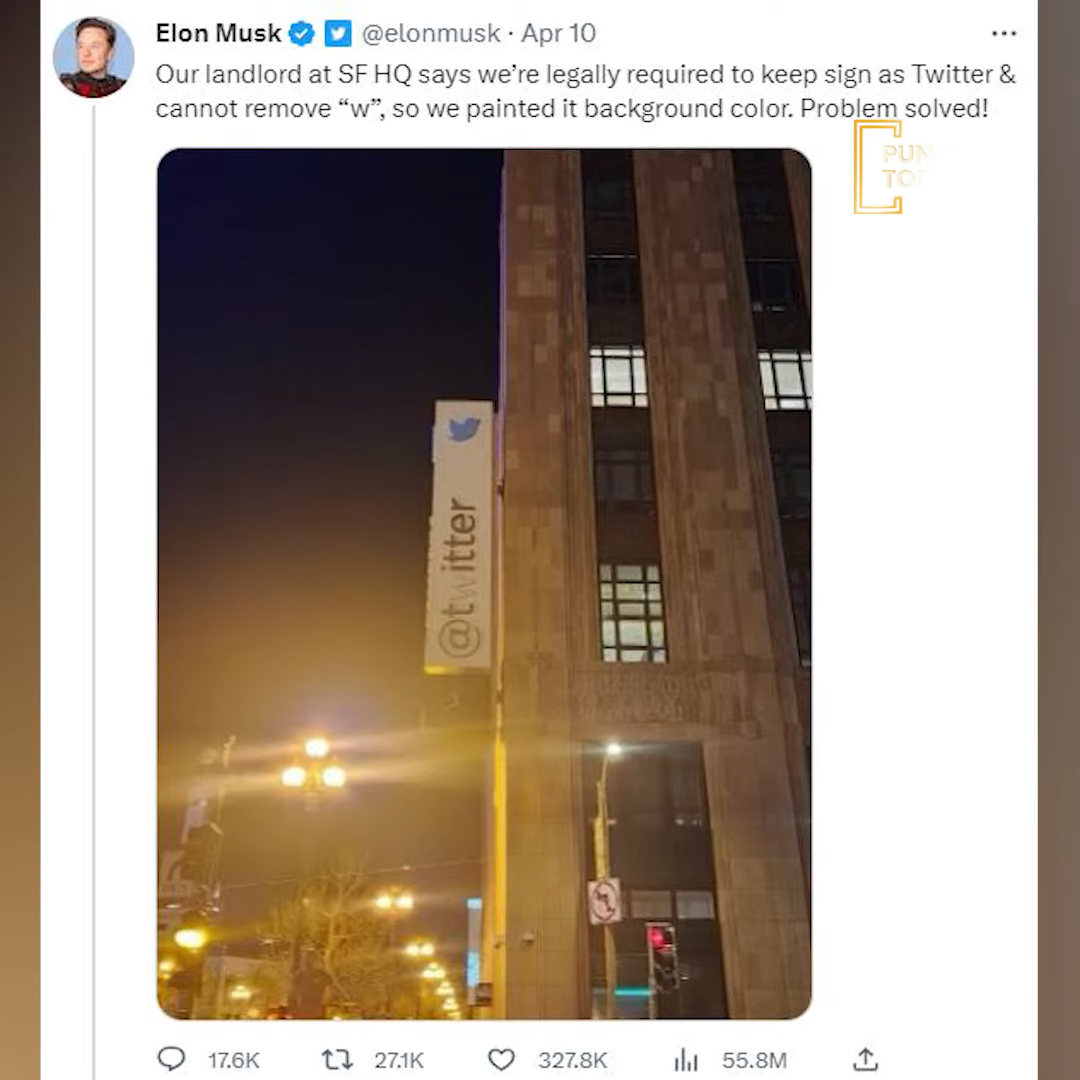 Elon Musk @elonmusk · Apr 10
Our landlord at SF HQ says we’re legally required to keep sign as Twitter &
cannot remove “w”, so we painted it background color. Problem solved!
@twitter
17.6K 27.1K 327.8K 55.8M